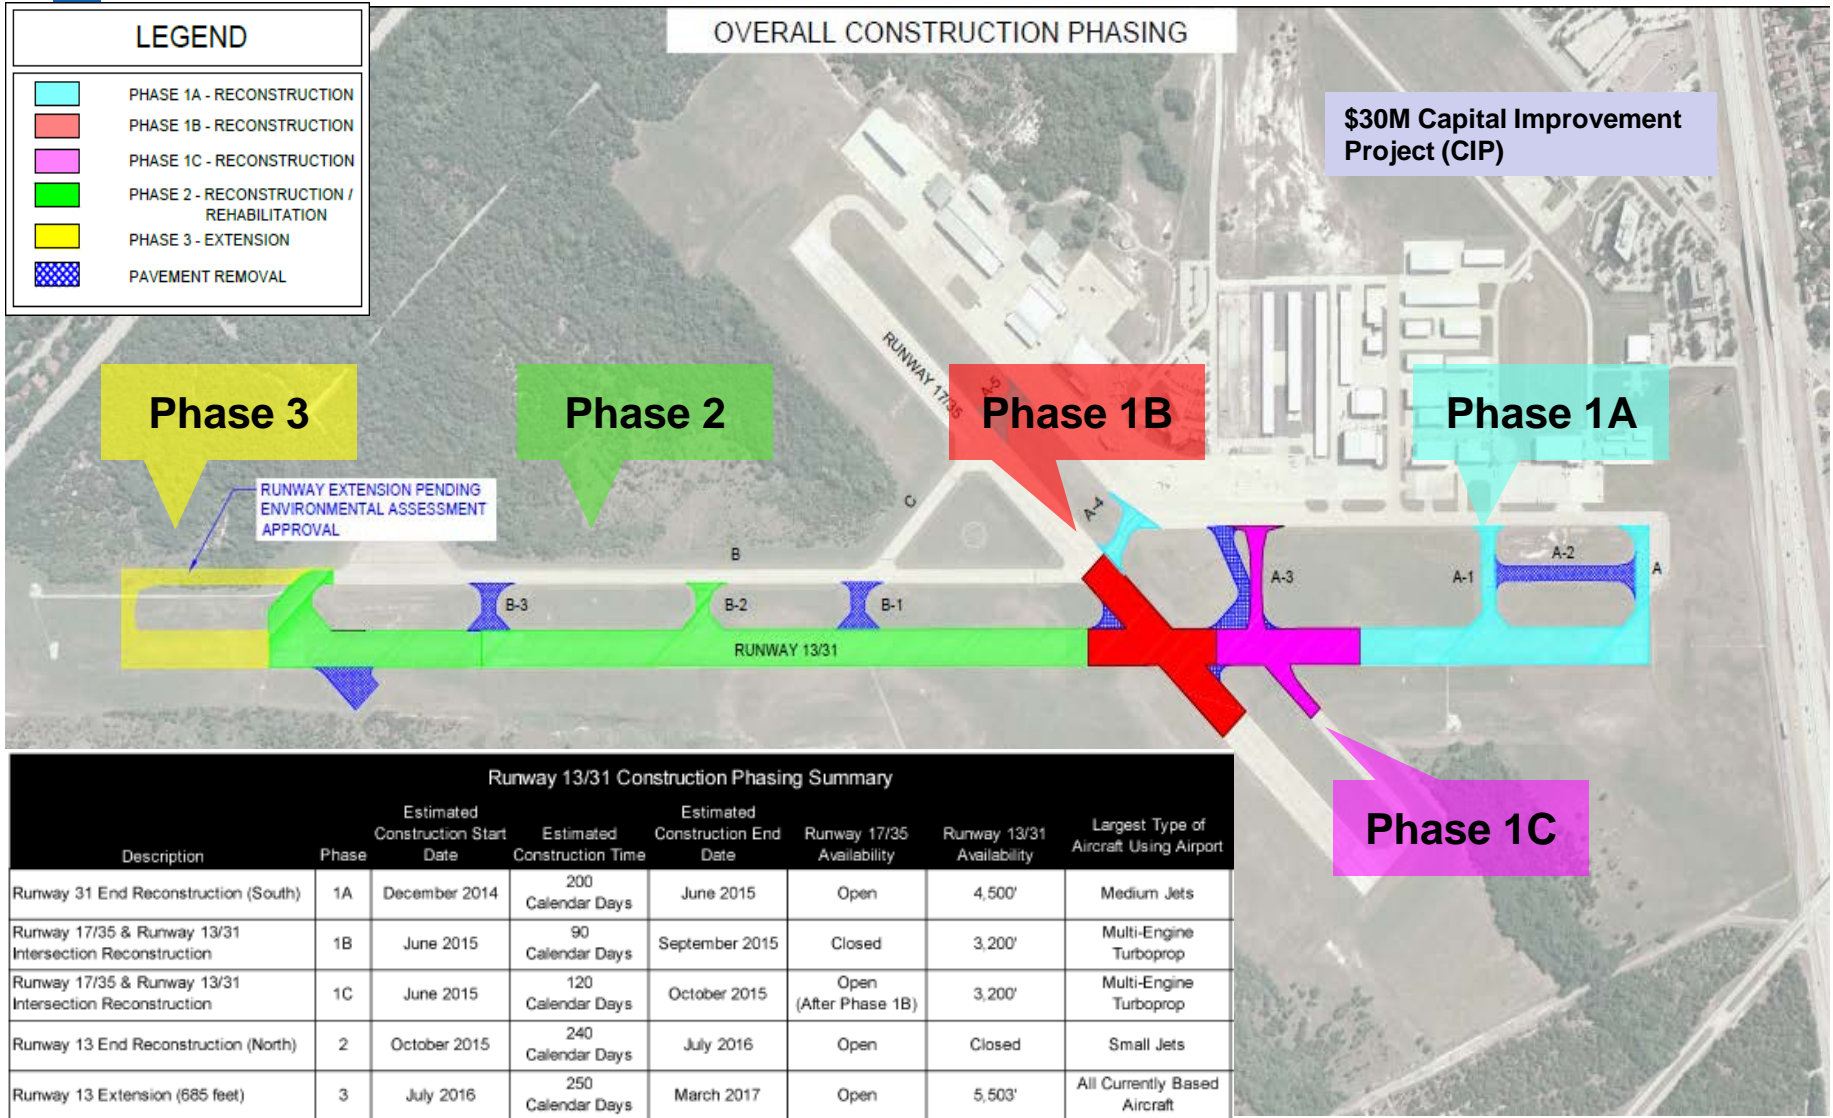 LEGEND
PHASE 1A - RECONSTRUCTION
PHASE 1B - RECONSTRUCTION
PHASE 1C - RECONSTRUCTION
PHASE 2 - RECONSTRUCTION /
REHABILITATION
PHASE 3 - EXTENSION
PAVEMENT REMOVAL
OVERALL CONSTRUCTION PHASING
$30M Capital Improvement
Project (CIP)
RUNWAY 17/35
A-5
Phase 3
Phase 2
Phase 1B
Phase 1A
RUNWAY EXTENSION PENDING
ENVIRONMENTAL ASSESSMENT
APPROVAL
C
A-4
B
A-2
A-3
A-1
A
B-3
B-2
B-1
RUNWAY 13/31
Phase 1C
Runway 13/31 Construction Phasing Summary
Description Phase Estimated Construction Start Date Estimated Construction Time Estimated Construction End Date Runway 17/35 Availability Runway 13/31 Availability Largest Type of Aircraft Using Airport
Runway 31 End Reconstruction (South) 1A December 2014 200 Calendar Days June 2015 Open 4,500' Medium Jets
Runway 17/35 & Runway 13/31 Intersection Reconstruction 1B June 2015 90 Calendar Days September 2015 Closed 3,200' Multi-Engine Turboprop
Runway 17/35 & Runway 13/31 Intersection Reconstruction 1C June 2015 120 Calendar Days October 2015 Open (After Phase 1B) 3,200' Multi-Engine Turboprop
Runway 13 End Reconstruction (North) 2 October 2015 240 Calendar Days July 2016 Open Closed Small Jets
Runway 13 Extension (685 feet) 3 July 2016 250 Calendar Days March 2017 Open 5,503' All Currently Based Aircraft